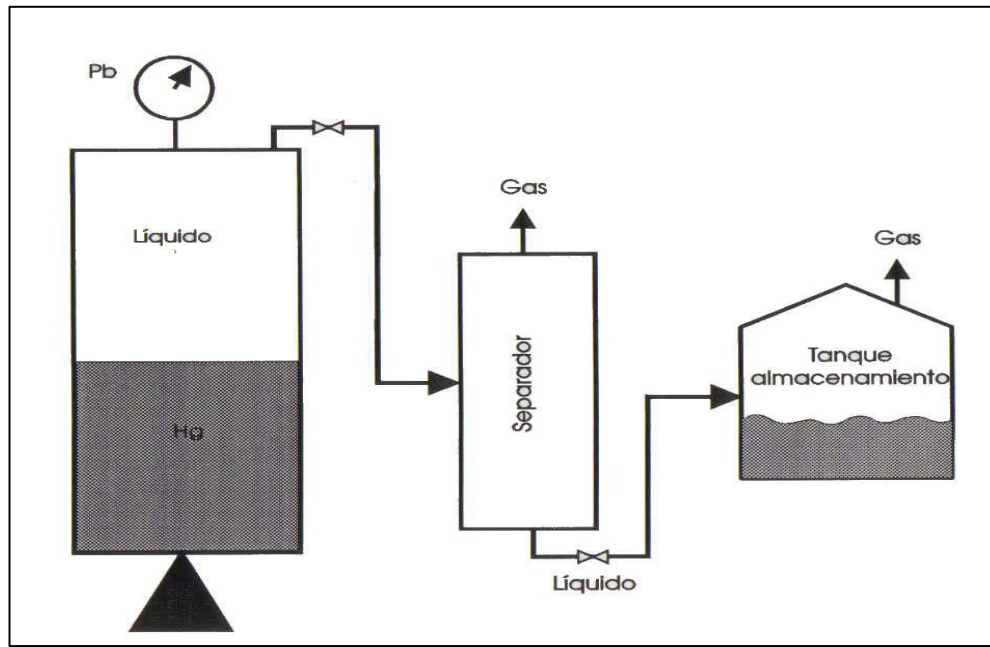 Pb
Líquido
Hg
Gas
Separador
Líquido
Gas
Tanque
almacenamiento